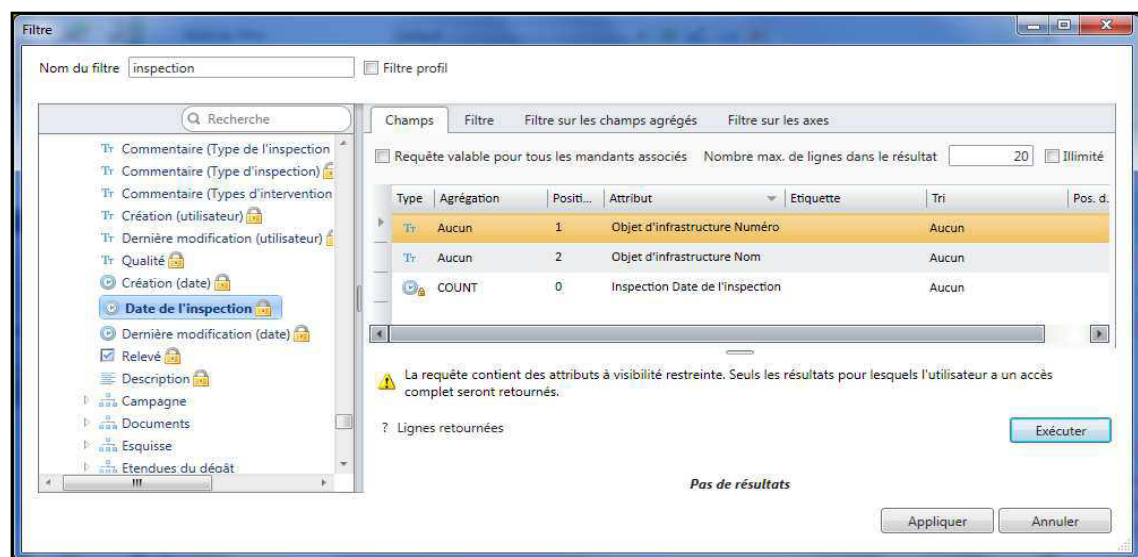 Filtre
Nom du filtre inspection Filtre profil
Recherche
Commentaire (Type de l'inspection
Commentaire (Type d'inspection)
Commentaire (Types d'intervention
Création (utilisateur)
Dernière modification (utilisateur)
Qualité
Création (date)
Date de l'inspection
Dernière modification (date)
Relevé
Description
Campagne
Documents
Esquisse
Etendues du dégât
Champs Filtre Filtre sur les champs agrégés Filtre sur les axes
Requête valable pour tous les mandants associés Nombre max. de lignes dans le résultat 20 Illimité
Type Agrégation Positi... Attribut Etiquette Tri Pos. d.
Tr Aucun 1 Objet d'infrastructure Numéro Aucun
Tr Aucun 2 Objet d'infrastructure Nom Aucun
COUNT 0 Inspection Date de l'inspection Aucun
La requête contient des attributs à visibilité restreinte. Seuls les résultats pour lesquels l'utilisateur a un accès
complet seront retournés.
? Lignes retournées Exécuter
Pas de résultats
Appliquer Annuler